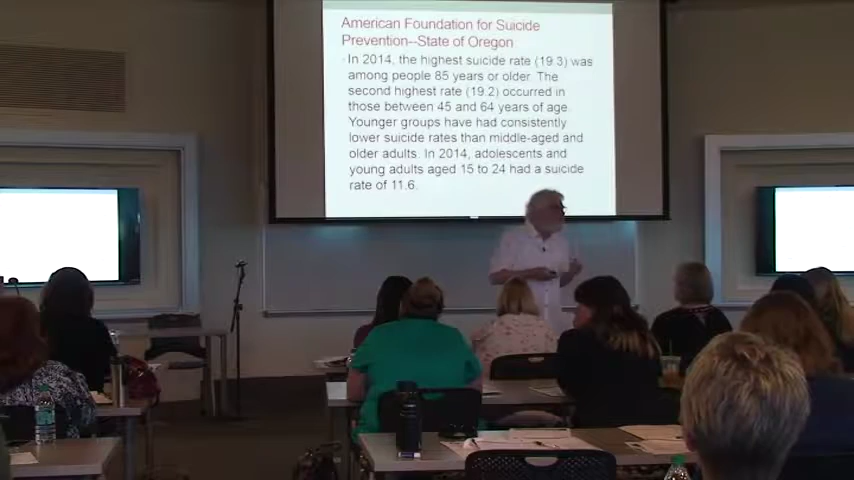 American Foundation for Suicide
Prevention--State of Oregon
In 2014, the highest suicide rate (19.3) was
among people 85 years or older. The
second highest rate (19.2) occurred in
those between 45 and 64 years of age.
Younger groups have had consistently
lower suicide rates than middle-aged and
older adults. In 2014, adolescents and
young adults aged 15 to 24 had a suicide
rate of 11.6.